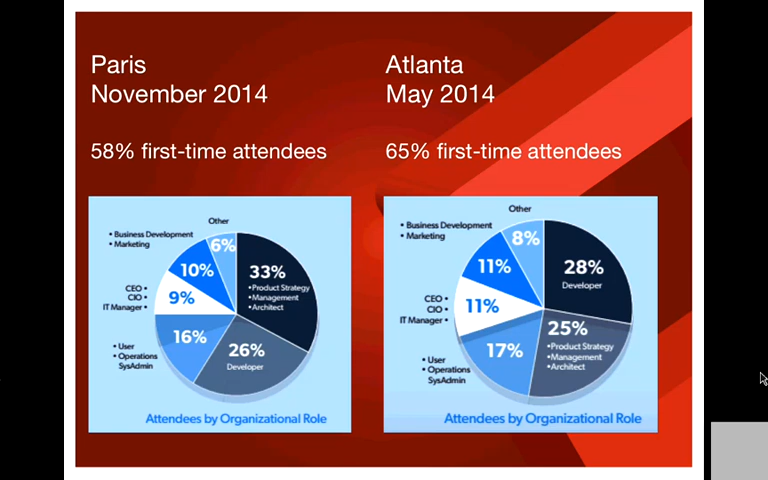 Paris
November 2014
58% first-time attendees
Other
• Business Development
• Marketing
6%
10%
33%
• Product Strategy
• Management
• Architect
CEO •
CIO •
IT Manager •
9%
16%
• User
• Operations
SysAdmin
26%
Developer
Attendees by Organizational Role
Atlanta
May 2014
65% first-time attendees
Other
• Business Development
• Marketing
8%
11%
28%
Developer
CEO •
CIO •
IT Manager •
11%
25%
• Product Strategy
• Management
• Architect
17%
• User
• Operations
SysAdmin
Attendees by Organizational Role